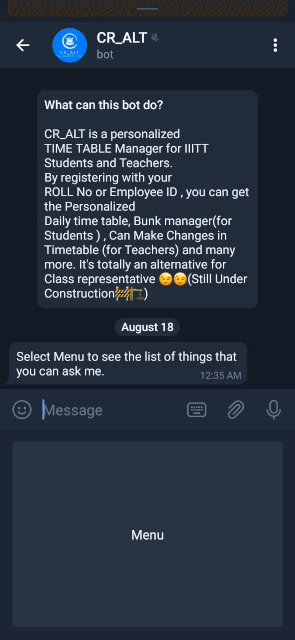 CR_ALT
bot
What can this bot do?
CR_ALT is a personalized
TIME TABLE Manager for IIITT
Students and Teachers.
By registering with your
ROLL No or Employee ID , you can get
the Personalized
Daily time table, Bunk manager(for
Students ) , Can Make Changes in
Timetable (for Teachers) and many
more. It's totally an alternative for
Class representative 😉😉(Still Under
Construction🚧🏗)
August 18
Select Menu to see the list of things that
you can ask me.
12:35 AM
Message
Menu